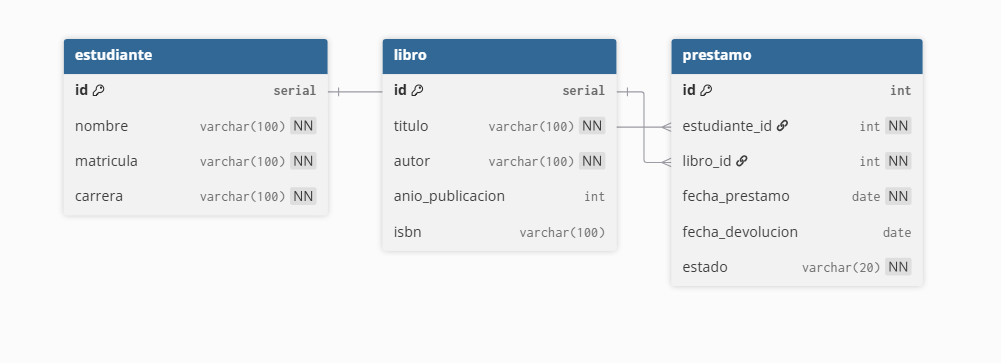 estudiante
id serial
nombre varchar(100) NN
matricula varchar(100) NN
carrera varchar(100) NN
libro
id serial
titulo varchar(100) NN
autor varchar(100) NN
anio_publicacion int
isbn varchar(100)
prestamo
id int
estudiante_id int NN
libro_id int NN
fecha_prestamo date NN
fecha_devolucion date
estado varchar(20) NN